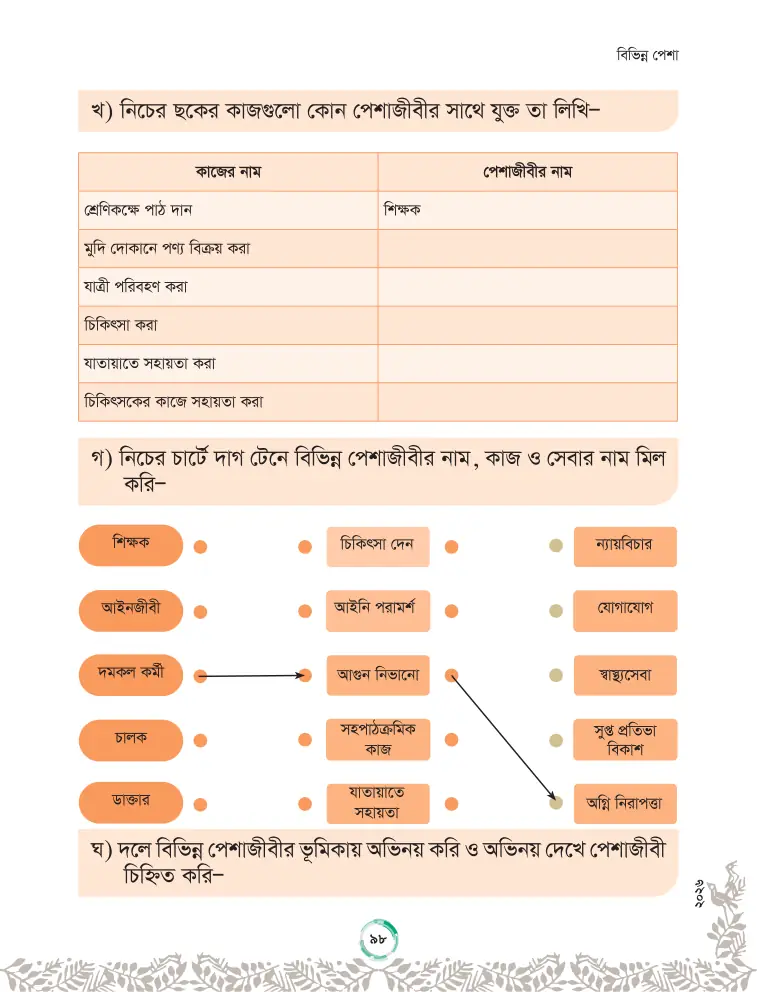 বিভিন্ন পেশা
খ) নিচের ছকের কাজগুলো কোন পেশাজীবীর সাথে যুক্ত তা লিখি–
কাজের নাম পেশাজীবীর নাম
শ্রেণিকক্ষে পাঠ দান শিক্ষক
মুদি দোকানে পণ্য বিক্রয় করা
যাত্রী পরিবহণ করা
চিকিৎসা করা
যাতায়াতে সহায়তা করা
চিকিৎসকের কাজে সহায়তা করা
গ) নিচের চার্টে দাগ টেনে বিভিন্ন পেশাজীবীর নাম, কাজ ও সেবার নাম মিল
করি–
শিক্ষক চিকিৎসা দেন ন্যায়বিচার
আইনজীবী আইনি পরামর্শ যোগাযোগ
দমকল কর্মী আগুন নিভানো স্বাস্থ্যসেবা
চালক সহপাঠক্রমিক কাজ সুপ্ত প্রতিভা বিকাশ
ডাক্তার যাতায়াতে সহায়তা অগ্নি নিরাপত্তা
ঘ) দলে বিভিন্ন পেশাজীবীর ভূমিকায় অভিনয় করি ও অভিনয় দেখে পেশাজীবী
চিহ্নিত করি–
২০২৬
৯৮